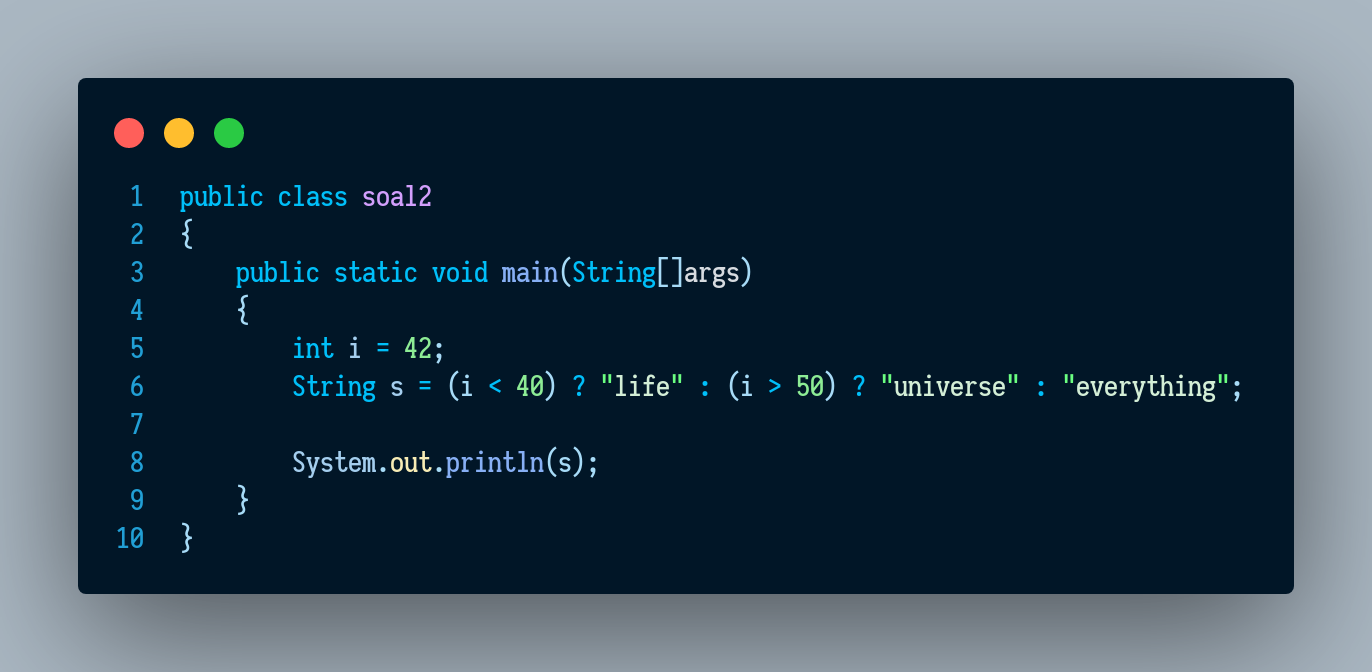 1 public class soal2
2 {
3     public static void main(String[]args)
4     {
5         int i = 42;
6         String s = (i < 40) ? "life" : (i > 50) ? "universe" : "everything";
7
8         System.out.println(s);
9     }
10 }